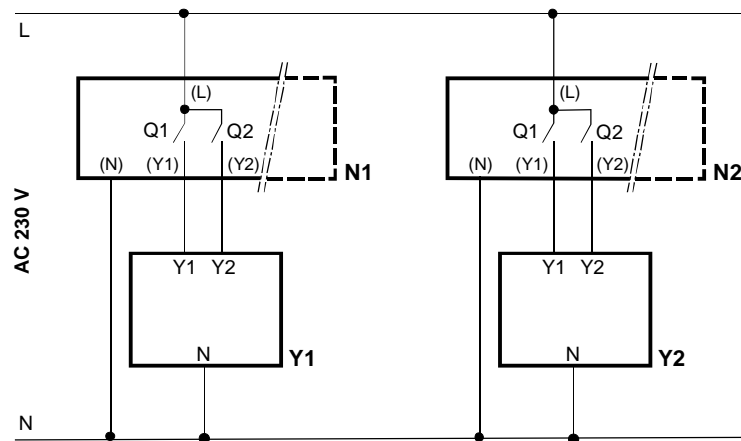 L
(L) (L)
Q1 Q2 Q1 Q2
(N) (Y1) (Y2) N1 (N) (Y1) (Y2) N2
AC 230 V
Y1 Y2 Y1 Y2
N Y1 N Y2
N